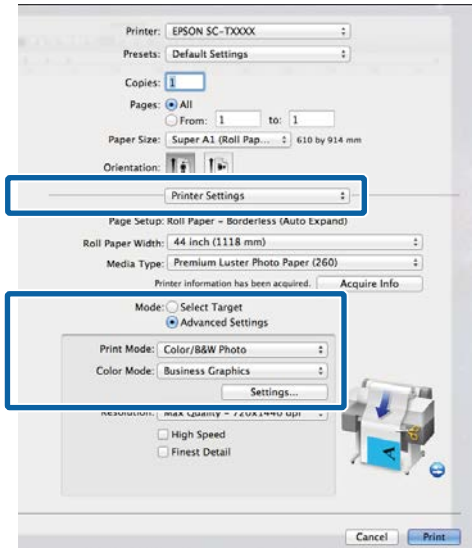 Printer: EPSON SC-TXXXX
Presets: Default Settings
Copies: 1
Pages: All
From: 1 to: 1
Paper Size: Super A1 (Roll Pap... 610 by 914 mm
Orientation:
Printer Settings
Page Setup: Roll Paper – Borderless (Auto Expand)
Roll Paper Width: 44 inch (1118 mm)
Media Type: Premium Luster Photo Paper (260)
Printer information has been acquired. Acquire Info
Mode: Select Target
Advanced Settings
Print Mode: Color/B&W Photo
Color Mode: Business Graphics
Settings...
Resolution: Max Quality – 720x1440 dpi
High Speed
Finest Detail
Cancel Print